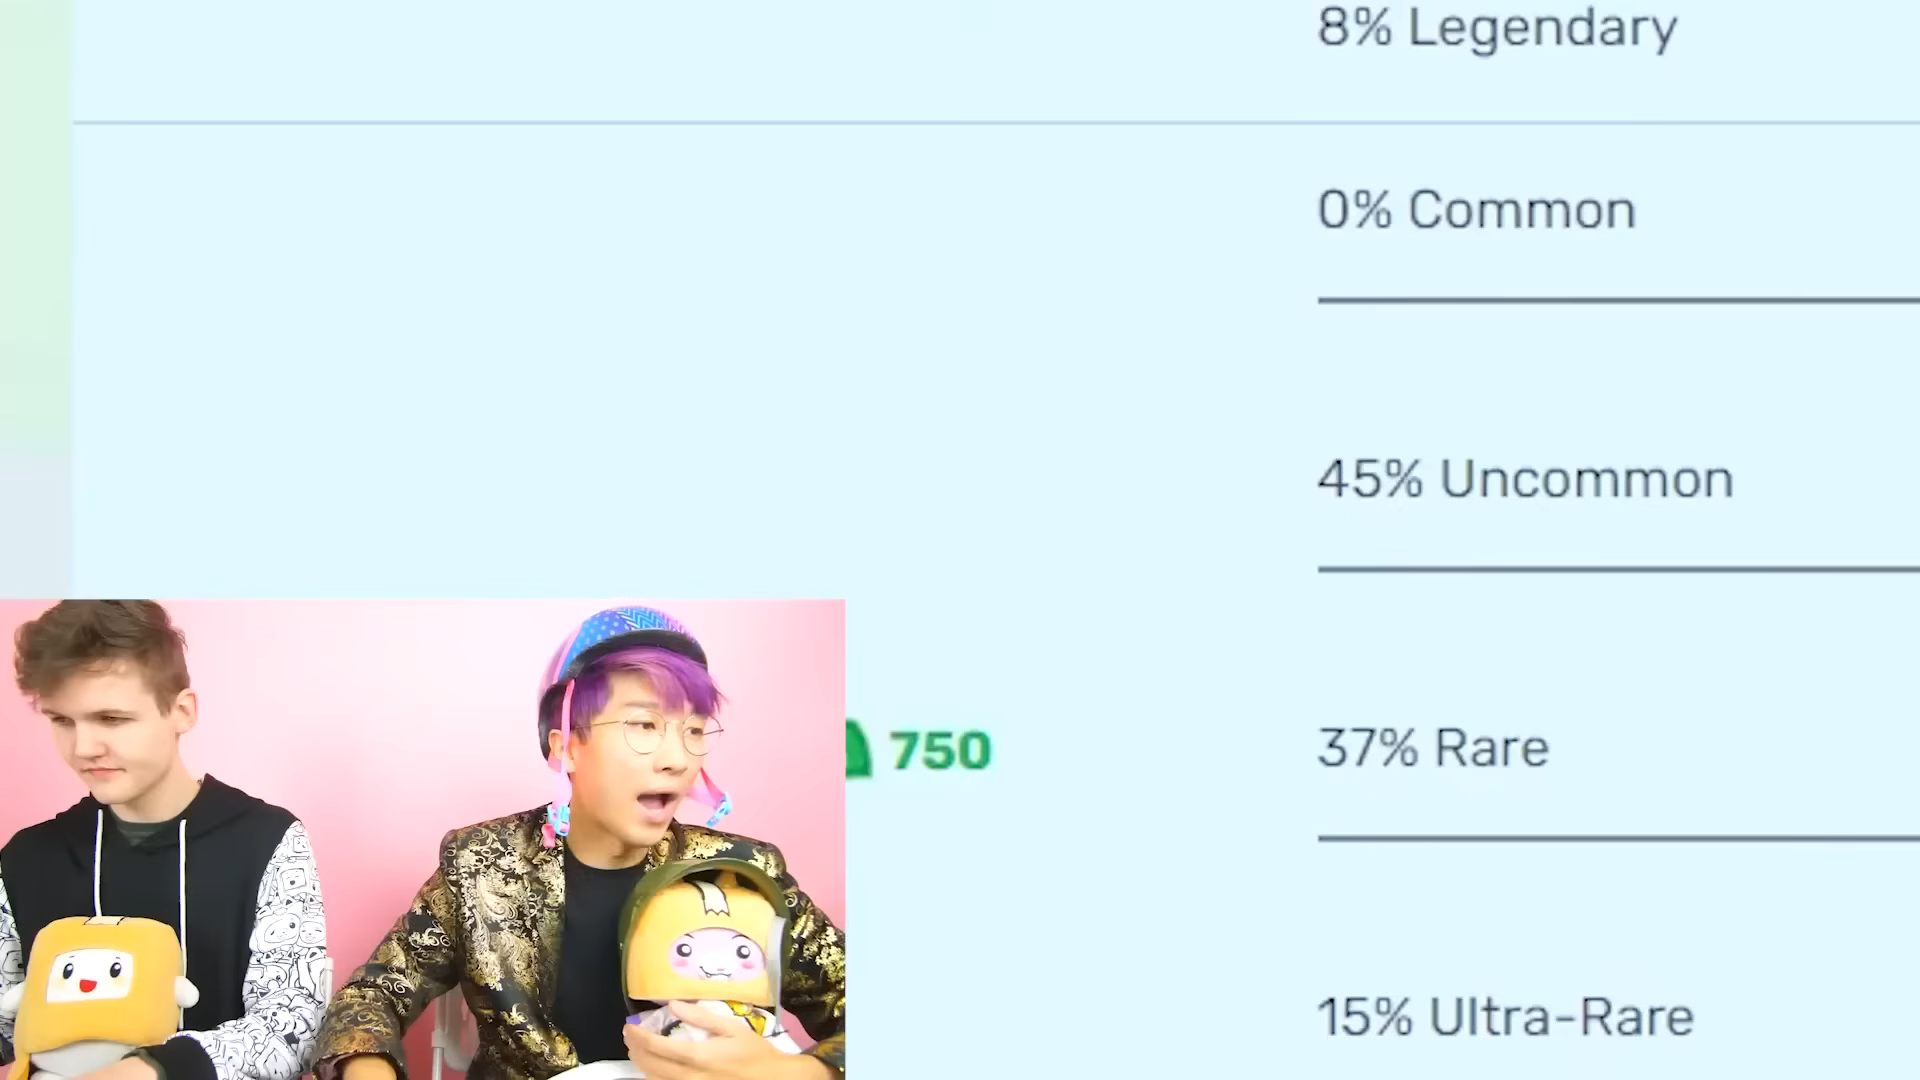 8% Legendary
0% Common
45% Uncommon
750
37% Rare
15% Ultra-Rare